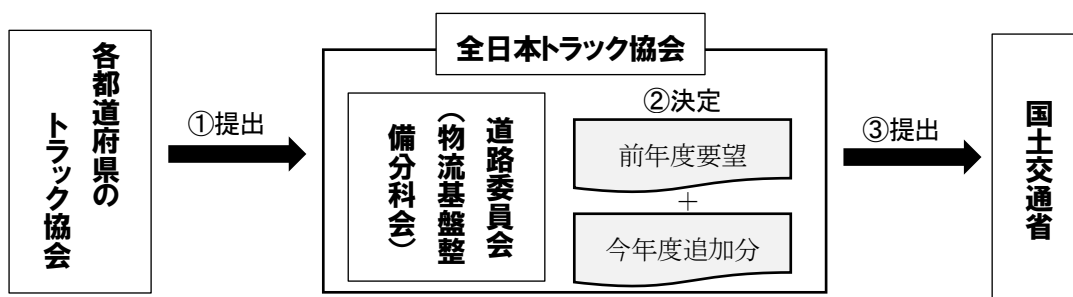 各都道府県の
トラック協会
①提出
全日本トラック協会
道路委員会
（物流基盤整
備分科会）
②決定
前年度要望
＋
今年度追加分
③提出
国土交通省